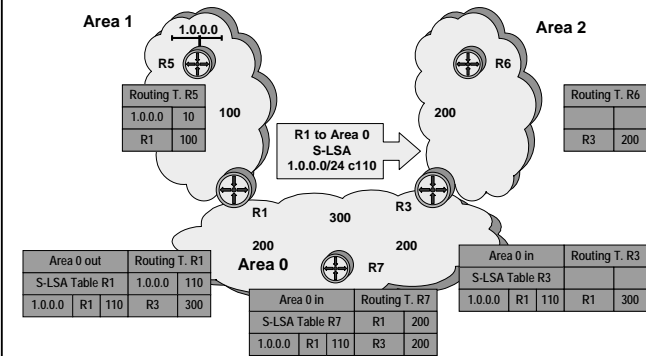 Area 1
1.0.0.0
Area 2
R5
R6
Routing T. R5
1.0.0.0 10
R1 100
100
R1 to Area 0
S-LSA
1.0.0.0/24 c110
200
Routing T. R6
R3 200
R1
R3
300
200
200
Area 0
R7
Area 0 out Routing T. R1
S-LSA Table R1 1.0.0.0 110
1.0.0.0 R1 110 R3 300
Area 0 in Routing T. R7
S-LSA Table R7 R1 200
1.0.0.0 R1 110 R3 200
Area 0 in Routing T. R3
S-LSA Table R3
1.0.0.0 R1 110 R1 300